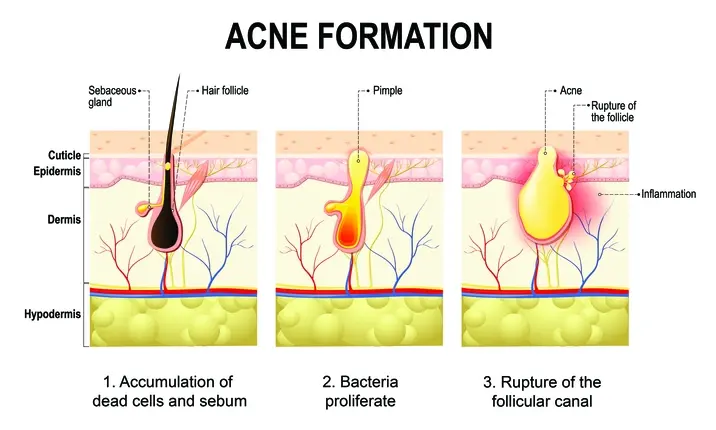 ACNE FORMATION
Sebaceous
gland
Hair follicle
Pimple
Acne
Rupture of
the follicle
Cuticle
Epidermis
Inflammation
Dermis
Hypodermis
1. Accumulation of
dead cells and sebum
2. Bacteria
proliferate
3. Rupture of the
follicular canal